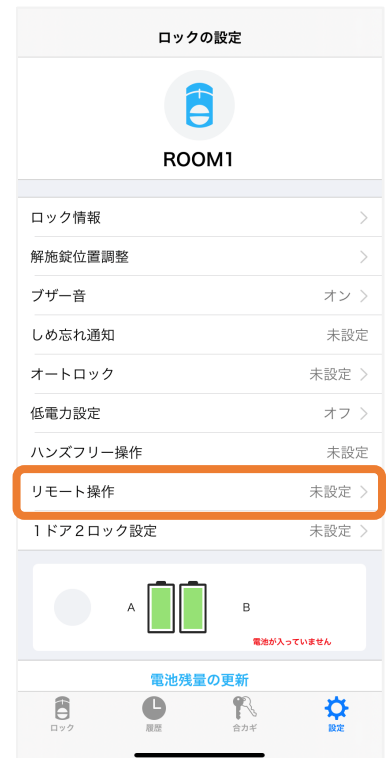 ロックの設定
ROOM1
ロック情報
解施錠位置調整
ブザー音 オン
しめ忘れ通知 未設定
オートロック 未設定
低電力設定 オフ
ハンズフリー操作 未設定
リモート操作 未設定
1ドア2ロック設定 未設定
A B
電池が入っていません
電池残量の更新
ロック 履歴 合カギ 設定